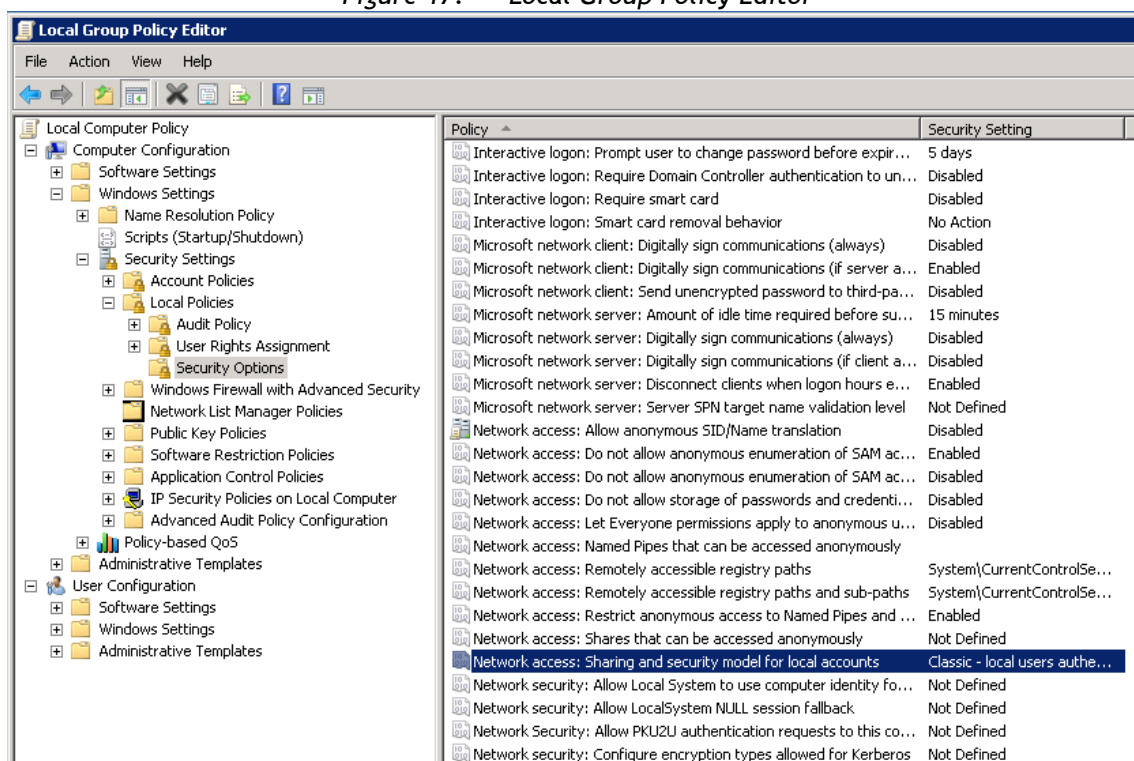 Figure 17: Local Group Policy Editor
Local Group Policy Editor
File Action View Help
Local Computer Policy
Computer Configuration
Software Settings
Windows Settings
Name Resolution Policy
Scripts (Startup/Shutdown)
Security Settings
Account Policies
Local Policies
Audit Policy
User Rights Assignment
Security Options
Windows Firewall with Advanced Security
Network List Manager Policies
Public Key Policies
Software Restriction Policies
Application Control Policies
IP Security Policies on Local Computer
Advanced Audit Policy Configuration
Policy-based QoS
Administrative Templates
User Configuration
Software Settings
Windows Settings
Administrative Templates
Policy Security Setting
Interactive logon: Prompt user to change password before expir... 5 days
Interactive logon: Require Domain Controller authentication to un... Disabled
Interactive logon: Require smart card Disabled
Interactive logon: Smart card removal behavior No Action
Microsoft network client: Digitally sign communications (always) Disabled
Microsoft network client: Digitally sign communications (if server a... Enabled
Microsoft network client: Send unencrypted password to third-pa... Disabled
Microsoft network server: Amount of idle time required before su... 15 minutes
Microsoft network server: Digitally sign communications (always) Disabled
Microsoft network server: Digitally sign communications (if client a... Disabled
Microsoft network server: Disconnect clients when logon hours e... Enabled
Microsoft network server: Server SPN target name validation level Not Defined
Network access: Allow anonymous SID/Name translation Disabled
Network access: Do not allow anonymous enumeration of SAM ac... Enabled
Network access: Do not allow anonymous enumeration of SAM ac... Disabled
Network access: Do not allow storage of passwords and credenti... Disabled
Network access: Let Everyone permissions apply to anonymous u... Disabled
Network access: Named Pipes that can be accessed anonymously
Network access: Remotely accessible registry paths System\CurrentControlSe...
Network access: Remotely accessible registry paths and sub-paths System\CurrentControlSe...
Network access: Restrict anonymous access to Named Pipes and ... Enabled
Network access: Shares that can be accessed anonymously Not Defined
Network access: Sharing and security model for local accounts Classic - local users authe...
Network security: Allow Local System to use computer identity fo... Not Defined
Network security: Allow LocalSystem NULL session fallback Not Defined
Network Security: Allow PKU2U authentication requests to this co... Not Defined
Network security: Configure encryption types allowed for Kerberos Not Defined